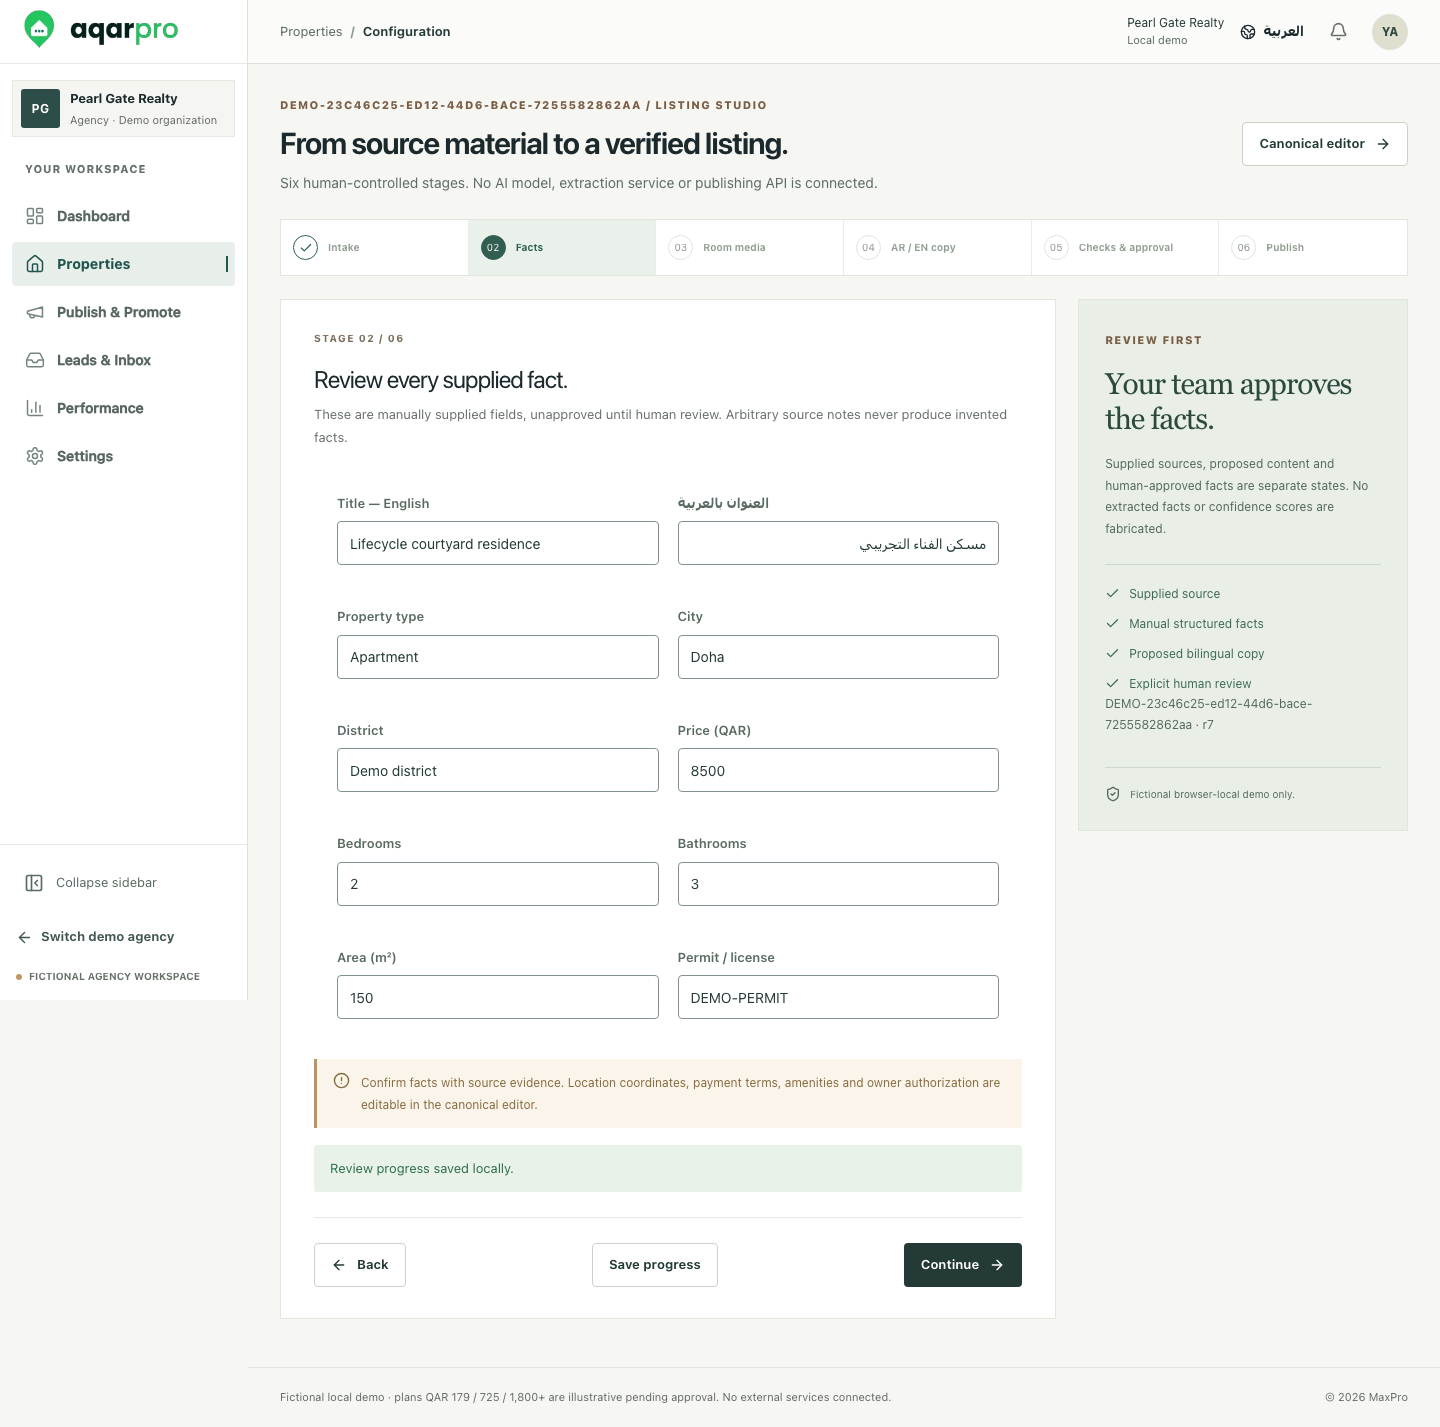 aqarpro
Properties / Configuration
Pearl Gate Realty
Local demo
العربية
YA
PG
Pearl Gate Realty
Agency · Demo organization
YOUR WORKSPACE
Dashboard
Properties
Publish & Promote
Leads & Inbox
Performance
Settings
Collapse sidebar
Switch demo agency
FICTIONAL AGENCY WORKSPACE
DEMO-23C46C25-ED12-44D6-BACE-7255582862AA / LISTING STUDIO
From source material to a verified listing.
Six human-controlled stages. No AI model, extraction service or publishing API is connected.
Canonical editor
Intake
02 Facts
03 Room media
04 AR / EN copy
05 Checks & approval
06 Publish
STAGE 02 / 06
Review every supplied fact.
These are manually supplied fields, unapproved until human review. Arbitrary source notes never produce invented
facts.
Title — English
العنوان بالعربية
Lifecycle courtyard residence
مسكن الفناء التجريبي
Property type
City
Apartment
Doha
District
Price (QAR)
Demo district
8500
Bedrooms
Bathrooms
2
3
Area (m²)
Permit / license
150
DEMO-PERMIT
Confirm facts with source evidence. Location coordinates, payment terms, amenities and owner authorization are
editable in the canonical editor.
Review progress saved locally.
Back
Save progress
Continue
REVIEW FIRST
Your team approves
the facts.
Supplied sources, proposed content and
human-approved facts are separate states. No
extracted facts or confidence scores are
fabricated.
Supplied source
Manual structured facts
Proposed bilingual copy
Explicit human review
DEMO-23c46c25-ed12-44d6-bace-
7255582862aa · r7
Fictional browser-local demo only.
Fictional local demo · plans QAR 179 / 725 / 1,800+ are illustrative pending approval. No external services connected.
© 2026 MaxPro